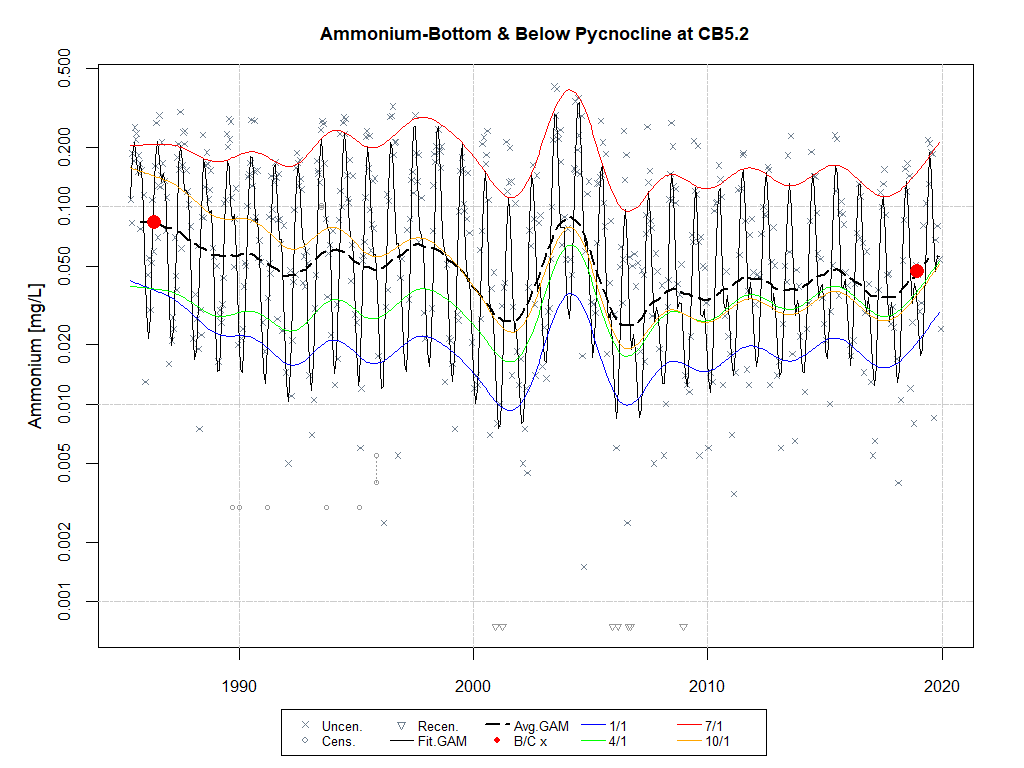 Ammonium-Bottom & Below Pycnocline at CB5.2
Ammonium [mg/L]
0.500
0.200
0.100
0.050
0.020
0.010
0.005
0.002
0.001
1990 2000 2010 2020
Uncen. Recen. Avg.GAM 1/1 7/1
Cens. Fit.GAM B/C x 4/1 10/1